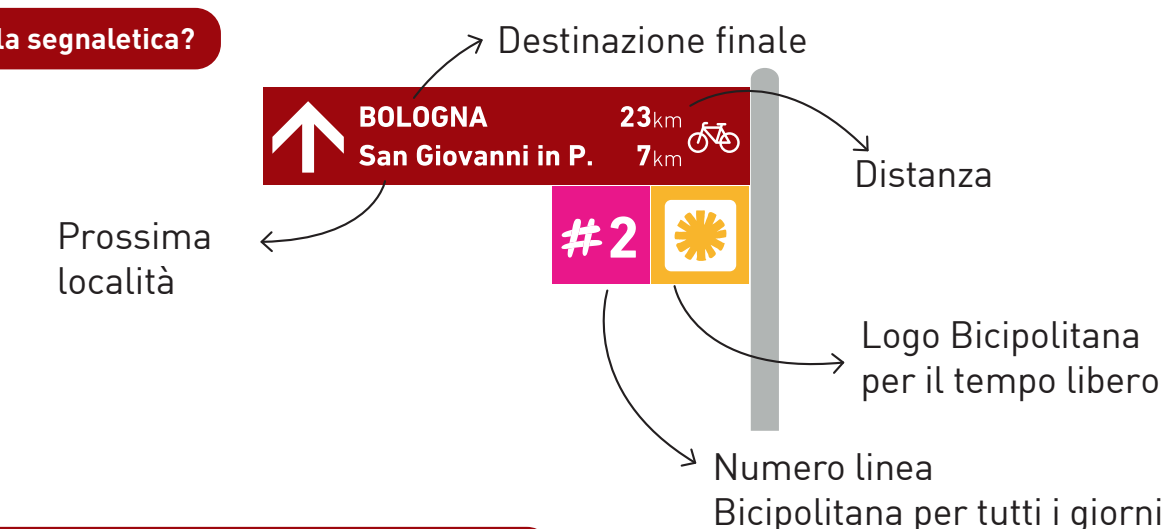 la segnaletica?
Destinazione finale
BOLOGNA 23km
San Giovanni in P. 7km
Distanza
Prossima
località
#2
Logo Bicipolitana
per il tempo libero
Numero linea
Bicipolitana per tutti i giorni